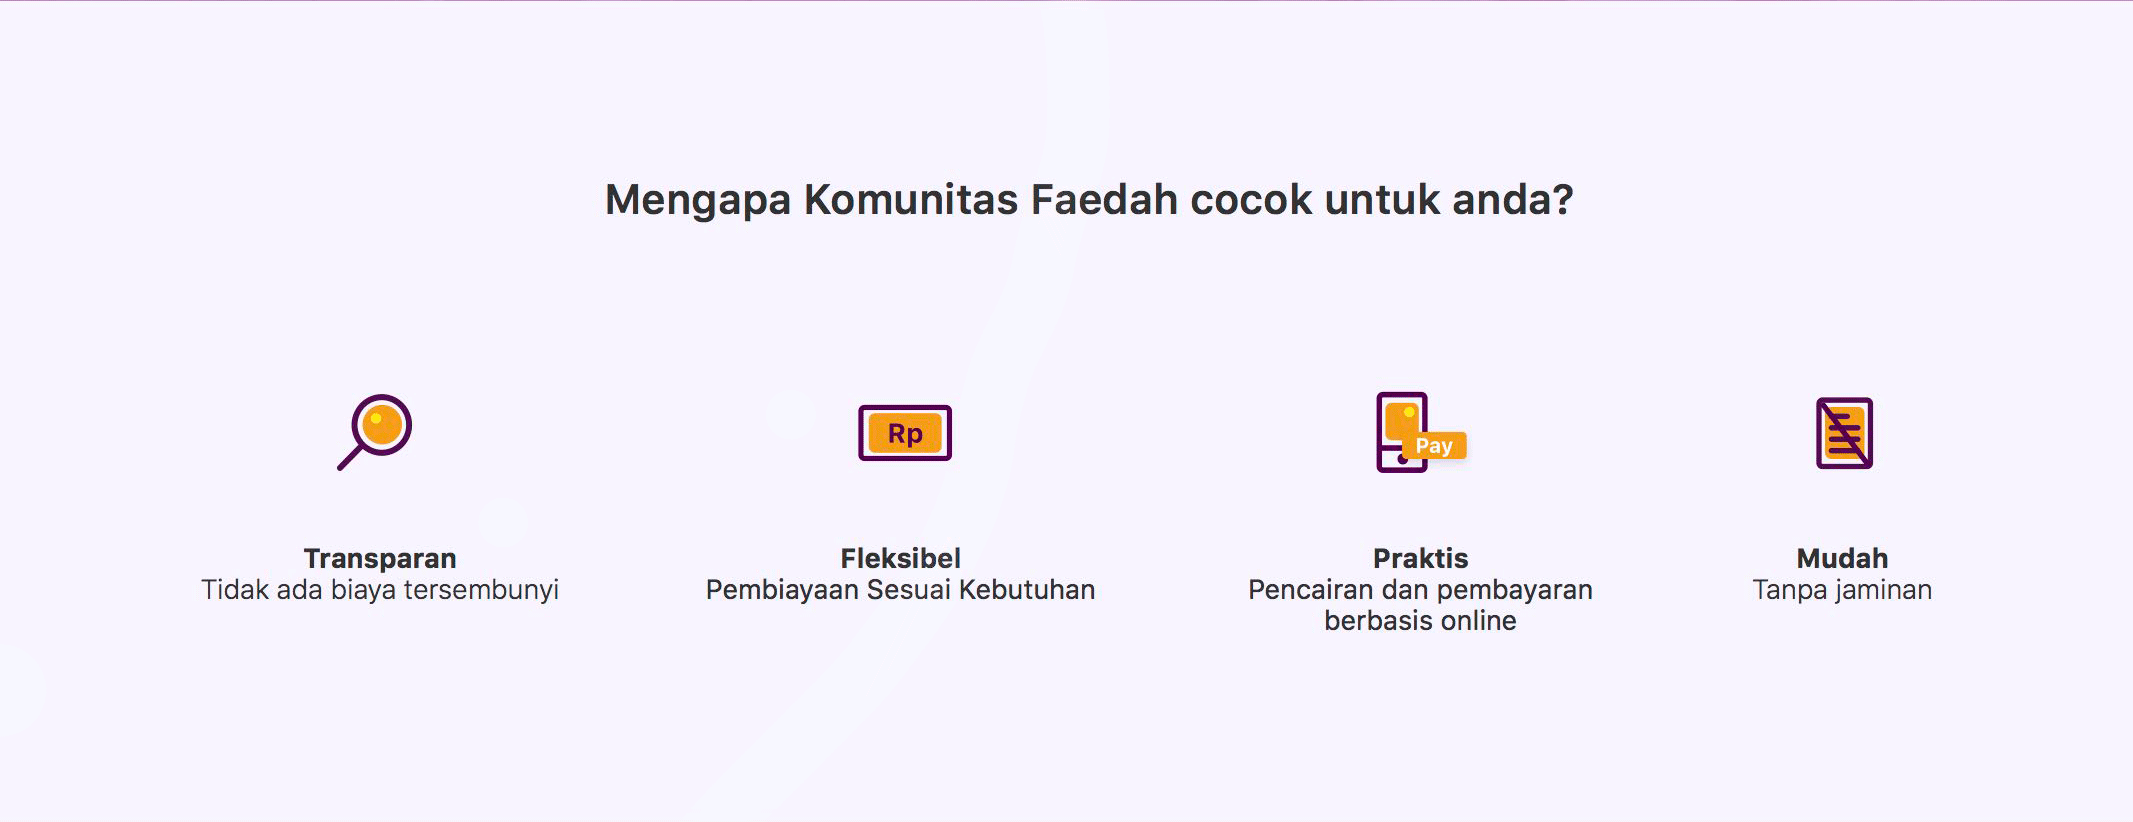 Mengapa Komunitas Faedah cocok untuk anda?
Rp
Pay
Transparan
Tidak ada biaya tersembunyi
Fleksibel
Pembiayaan Sesuai Kebutuhan
Praktis
Pencairan dan pembayaran
berbasis online
Mudah
Tanpa jaminan